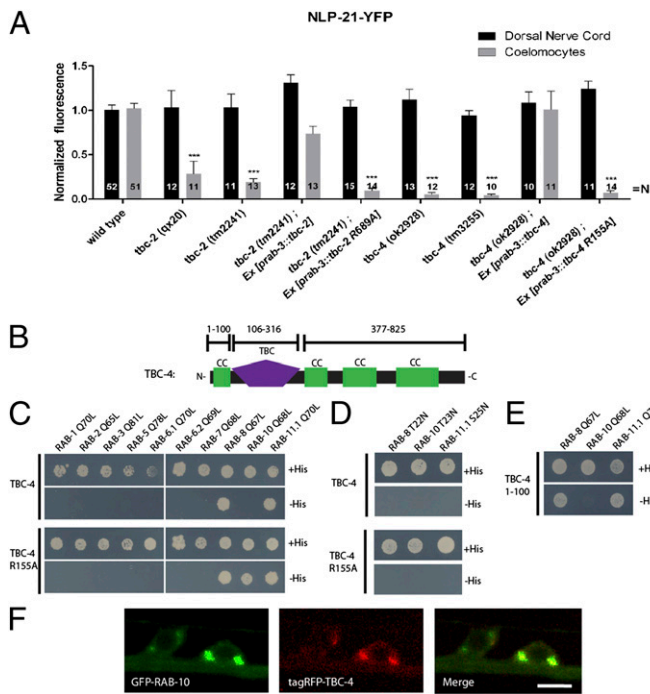 A
NLP-21-YFP
Dorsal Nerve Cord
Coelomocytes
Normalized fluorescence
1.5
1.0
0.5
0.0
*** *** *** *** *** ***
52 51 12 11 11 13 12 13 15 14 13 12 12 10 10 11 11 14 =N
wild type
tbc-2 (qx20)
tbc-2 (tm2241)
tbc-2 (tm2241) ;
Ex [prab-3::tbc-2]
tbc-2 (tm2241) ;
Ex [prab-3::tbc-2 R689A]
tbc-4 (ok2928)
tbc-4 (tm3255)
tbc-4 (ok2928) ;
Ex [prab-3::tbc-4]
tbc-4 (ok2928);
Ex [prab-3::tbc-4 R155A]
B
1-100 106-316 377-825
TBC
CC CC CC CC
TBC-4: N- -C
C
RAB-1 Q70L
RAB-2 Q65L
RAB-3 Q81L
RAB-5 Q78L
RAB-6.1 Q70L
RAB-6.2 Q69L
RAB-7 Q68L
RAB-8 Q67L
RAB-10 Q68L
RAB-11.1 Q70L
TBC-4
+His
-His
TBC-4
R155A
+His
-His
D
RAB-8 T22N
RAB-10 T23N
RAB-11.1 S25N
TBC-4
+His
-His
TBC-4
R155A
+His
-His
E
RAB-8 Q67L
RAB-10 Q68L
RAB-11.1
TBC-4
1-100
F
GFP-RAB-10
tagRFP-TBC-4
Merge